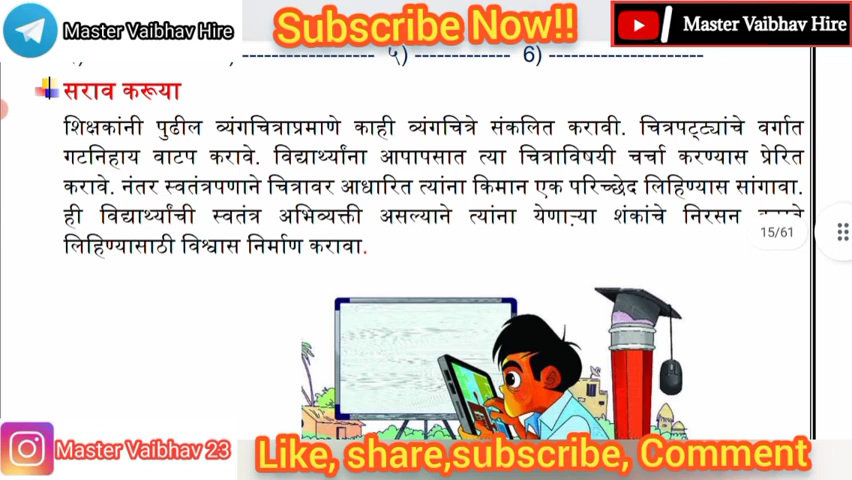 Master Vaibhav Hire
Subscribe Now!!
Master Vaibhav Hire
------------------ ५) ------------- 6) ---------------------
सराव करूया
शिक्षकांनी पुढील व्यंगचित्राप्रमाणे काही व्यंगचित्रे संकलित करावी. चित्रपट्ट्यांचे वर्गात
गटनिहाय वाटप करावे. विद्यार्थ्यांना आपापसात त्या चित्राविषयी चर्चा करण्यास प्रेरित
करावे. नंतर स्वतंत्रपणाने चित्रावर आधारित त्यांना किमान एक परिच्छेद लिहिण्यास सांगावा.
ही विद्यार्थ्यांची स्वतंत्र अभिव्यक्ती असल्याने त्यांना येणाऱ्या शंकांचे निरसन
15/61
लिहिण्यासाठी विश्वास निर्माण करावा.
Master Vaibhav 23
Like, share,subscribe, Comment